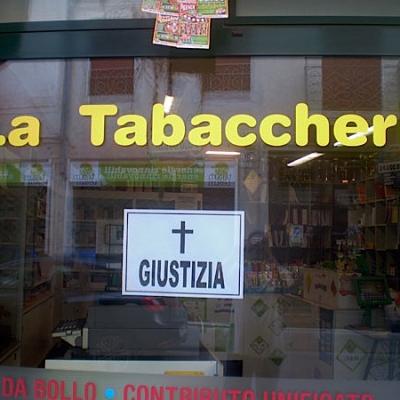 La Tabaccher
GIUSTIZIA
DA BOLLO • CONTRIBUTO UNIFICATO